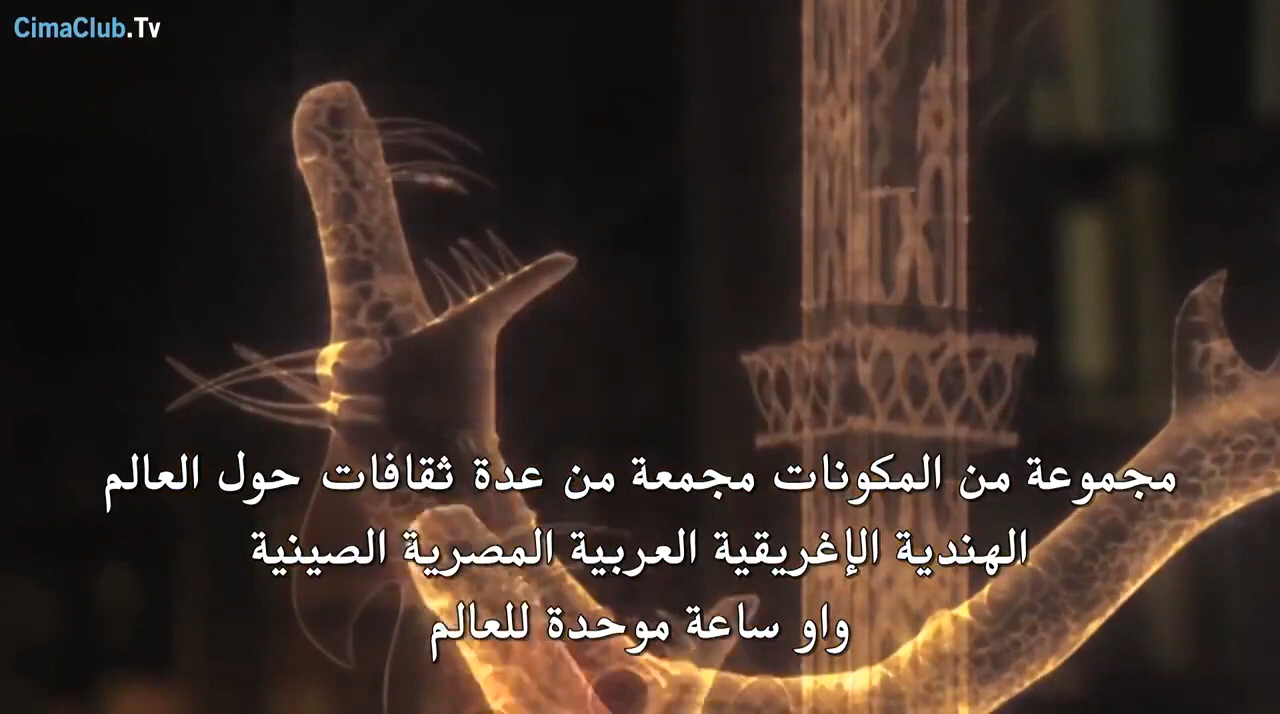 CimaClub.Tv
مجموعة من المكونات مجمعة من عدة ثقافات حول العالم
الهندية الإغريقية العربية المصرية الصينية
واو ساعة موحدة للعالم